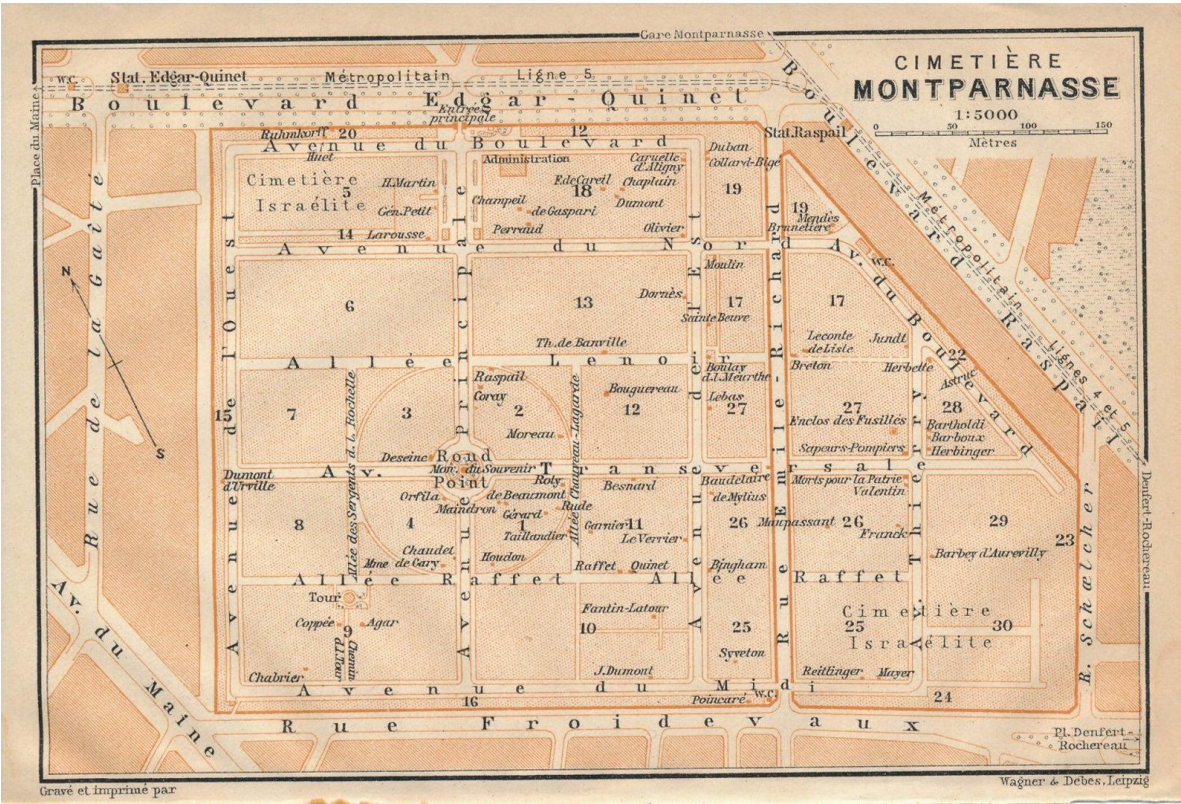 Gare Montparnasse
CIMETIÈRE
MONTPARNASSE
1:5000
0 50 100 150
Mètres
W.C.
Stat. Edgar-Quinet
Métropolitain Ligne 5
Boulevard Edgar-Quinet
Place du Maine
Entrée
principale
Boulevard Raspail
Stat.Raspail
Métropolitain Lignes 4 et 5
Ruhmkorff 20
12
Avenue du Boulevard
Huet
Administration
Caruelle
d'Aligny
Duban
Collard-Bige
Cimetière
5
Israélite
H.Martin
Gén.Petit
14 Larousse
F.de Careil
18
Chaplain
Dumont
Champeil
de Gaspari
Perraud
Olivier
19
19
Mendès
Brunetière
Avenue du Nord
Av. du Boulevard
W.C.
Rue de la Gaîté
N
S
Avenue de l'Ouest
Avenue Principale
Avenue de l'Est
Rue Emile-Richard
Av. Thierry
6
13
Moulin
Dornès
17
Sainte Beuve
17
Th. de Banville
Leconte
de Lisle
Jundt
Allée Lenoir
Breton
Herbette
22
Astruc
Boulay
d.l. Meurthe
Lebas
27
7
Allée des Sergents d. l. Rochelle
3
Raspail
Coray
2
Moreau
Allée Chauveau-Lagarde
Bouguereau
12
27
Enclos des Fusillés
Sapeurs-Pompiers
28
Bartholdi
Barboux
Herbinger
15
Deseine
Rond
Point
Mon. du Souvenir
Av. Transversale
Dumont
d'Urville
Orfila
Maindron
Roly
de Beaumont
Gérard
Rude
1
Taillandier
Houdon
Besnard
Baudelaire
de Mylius
Morts pour la Patrie
Valentin
8
4
Chaudet
Mme de Gary
Garnier
11
Le Verrier
Raffet Quinet
26
Maupassant 26
Franck
Bingham
29
23
Barbey d'Aurevilly
Allée Raffet Allée Raffet
R. Schœlcher
Denfert-Rochereau
Tour
Coppée
Agar
9
Chemin
d.l. Tour
Chabrier
Fantin-Latour
10
J.Dumont
25
Syveton
Cimetière
25
Israélite
30
Reitlinger
Mayer
Avenue du Midi
Poincaré
W.C.
24
16
Av. du Maine
Rue Froidevaux
Pl. Denfert-
Rochereau
Gravé et imprimé par
Wagner & Debes, Leipzig